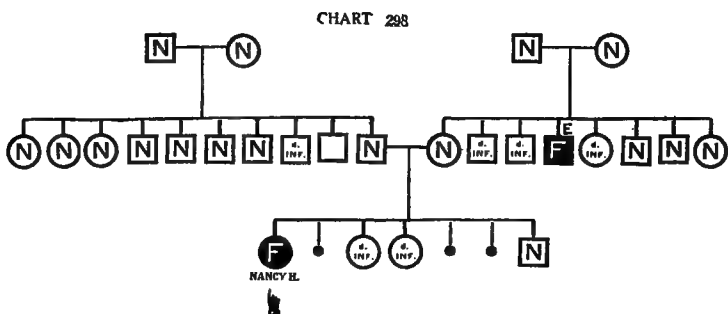 CHART 298
N N N N
E
N N N N N N N d. INF. N N d. INF. d. INF. F d. INF. N N N
F d. INF. d. INF. N
NANCY H.